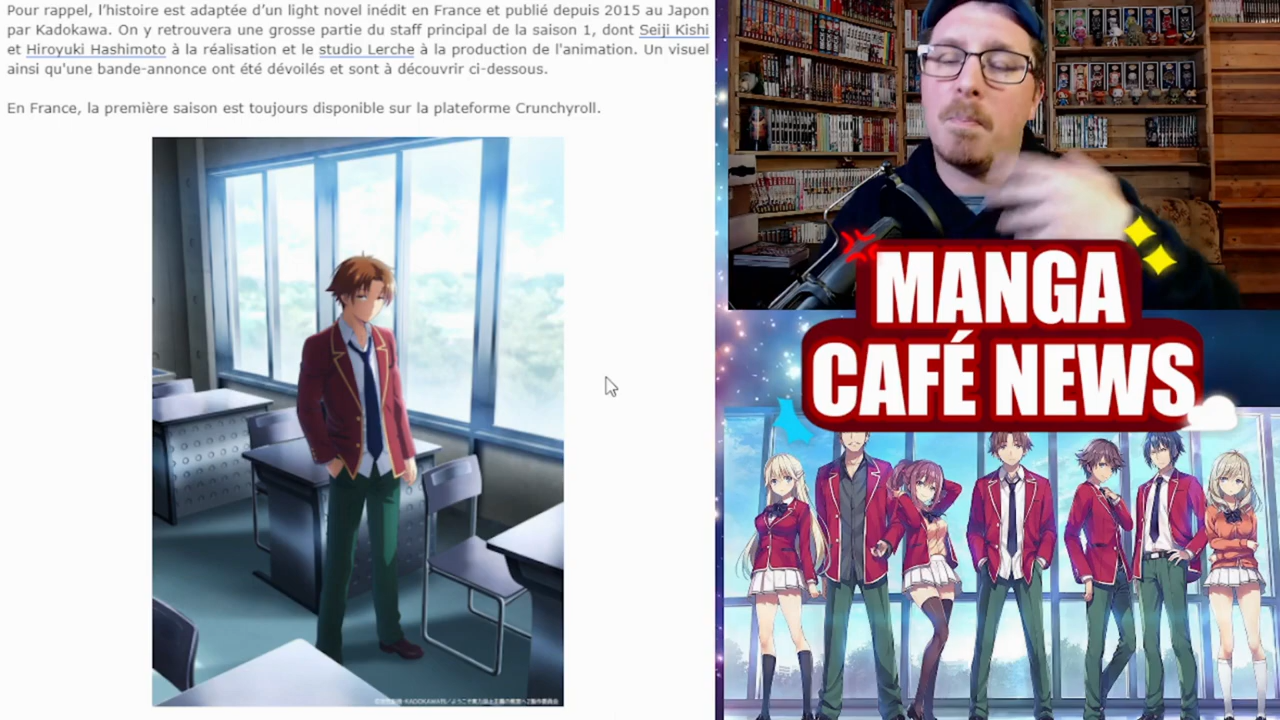 Pour rappel, l’histoire est adaptée d’un light novel inédit en France et publié depuis 2015 au Japon
par Kadokawa. On y retrouvera une grosse partie du staff principal de la saison 1, dont Seiji Kishi
et Hiroyuki Hashimoto à la réalisation et le studio Lerche à la production de l'animation. Un visuel
ainsi qu'une bande-annonce ont été dévoilés et sont à découvrir ci-dessous.
En France, la première saison est toujours disponible sur la plateforme Crunchyroll.
MANGA
CAFÉ NEWS